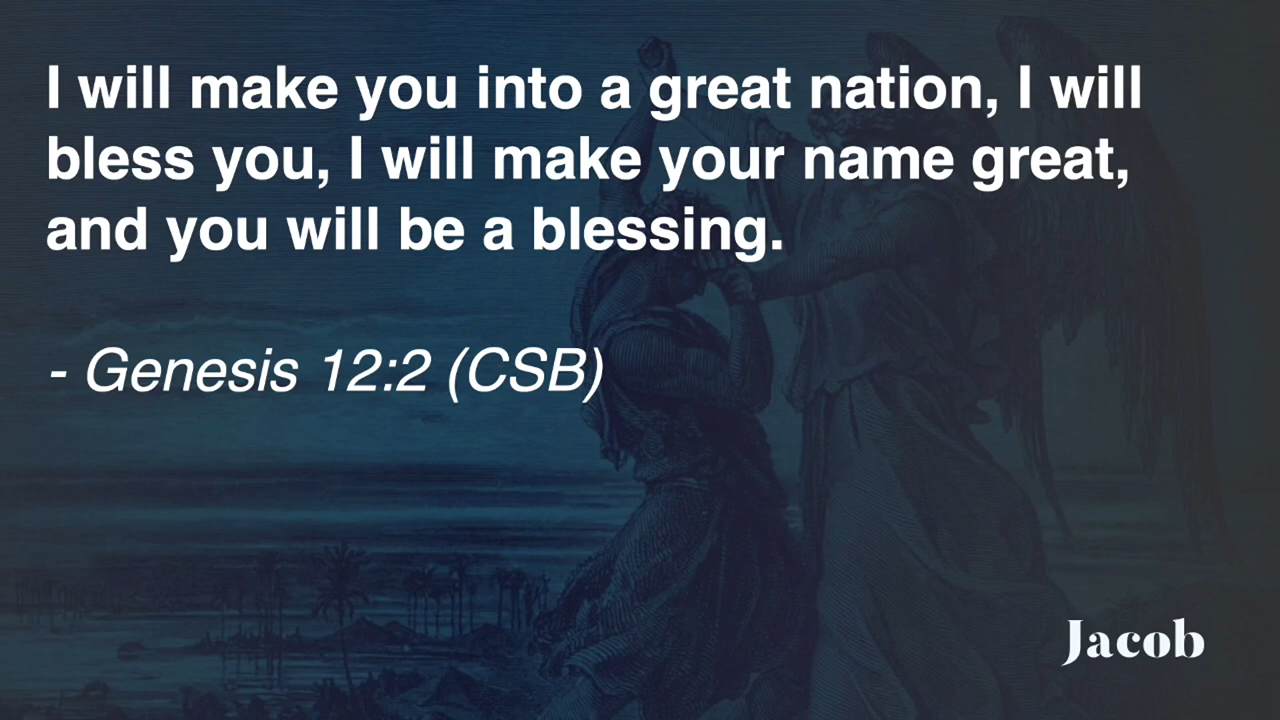 I will make you into a great nation, I will
bless you, I will make your name great,
and you will be a blessing.
- Genesis 12:2 (CSB)
Jacob